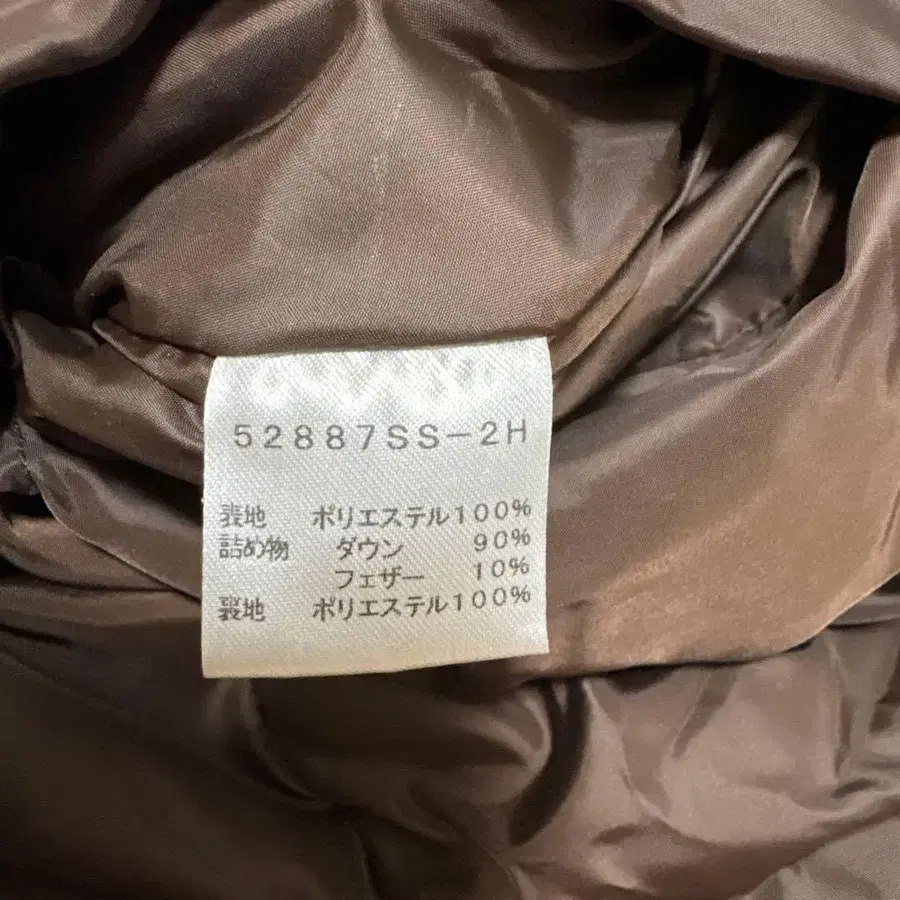 52887SS-2H
表地 ポリエステル100%
詰め物 ダウン 90%
フェザー 10%
裏地 ポリエステル100%